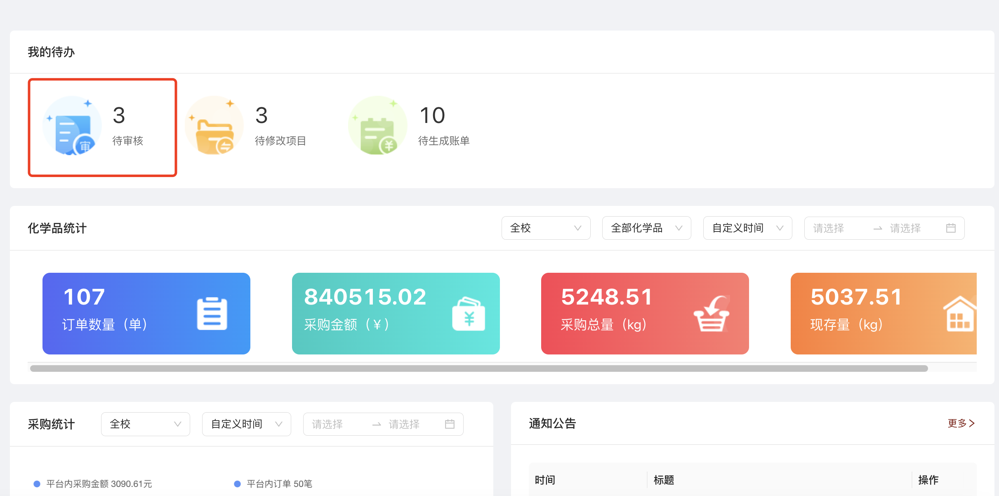 我的待办
3
待审核
审
3
待修改项目
10
待生成账单
¥
化学品统计
全校
全部化学品
自定义时间
请选择
请选择
107
订单数量（单）
840515.02
采购金额（¥）
¥
5248.51
采购总量（kg）
5037.51
现存量（kg）
采购统计
全校
自定义时间
请选择
请选择
平台内采购金额 3090.61元
平台内订单 50笔
通知公告
更多
时间
标题
操作